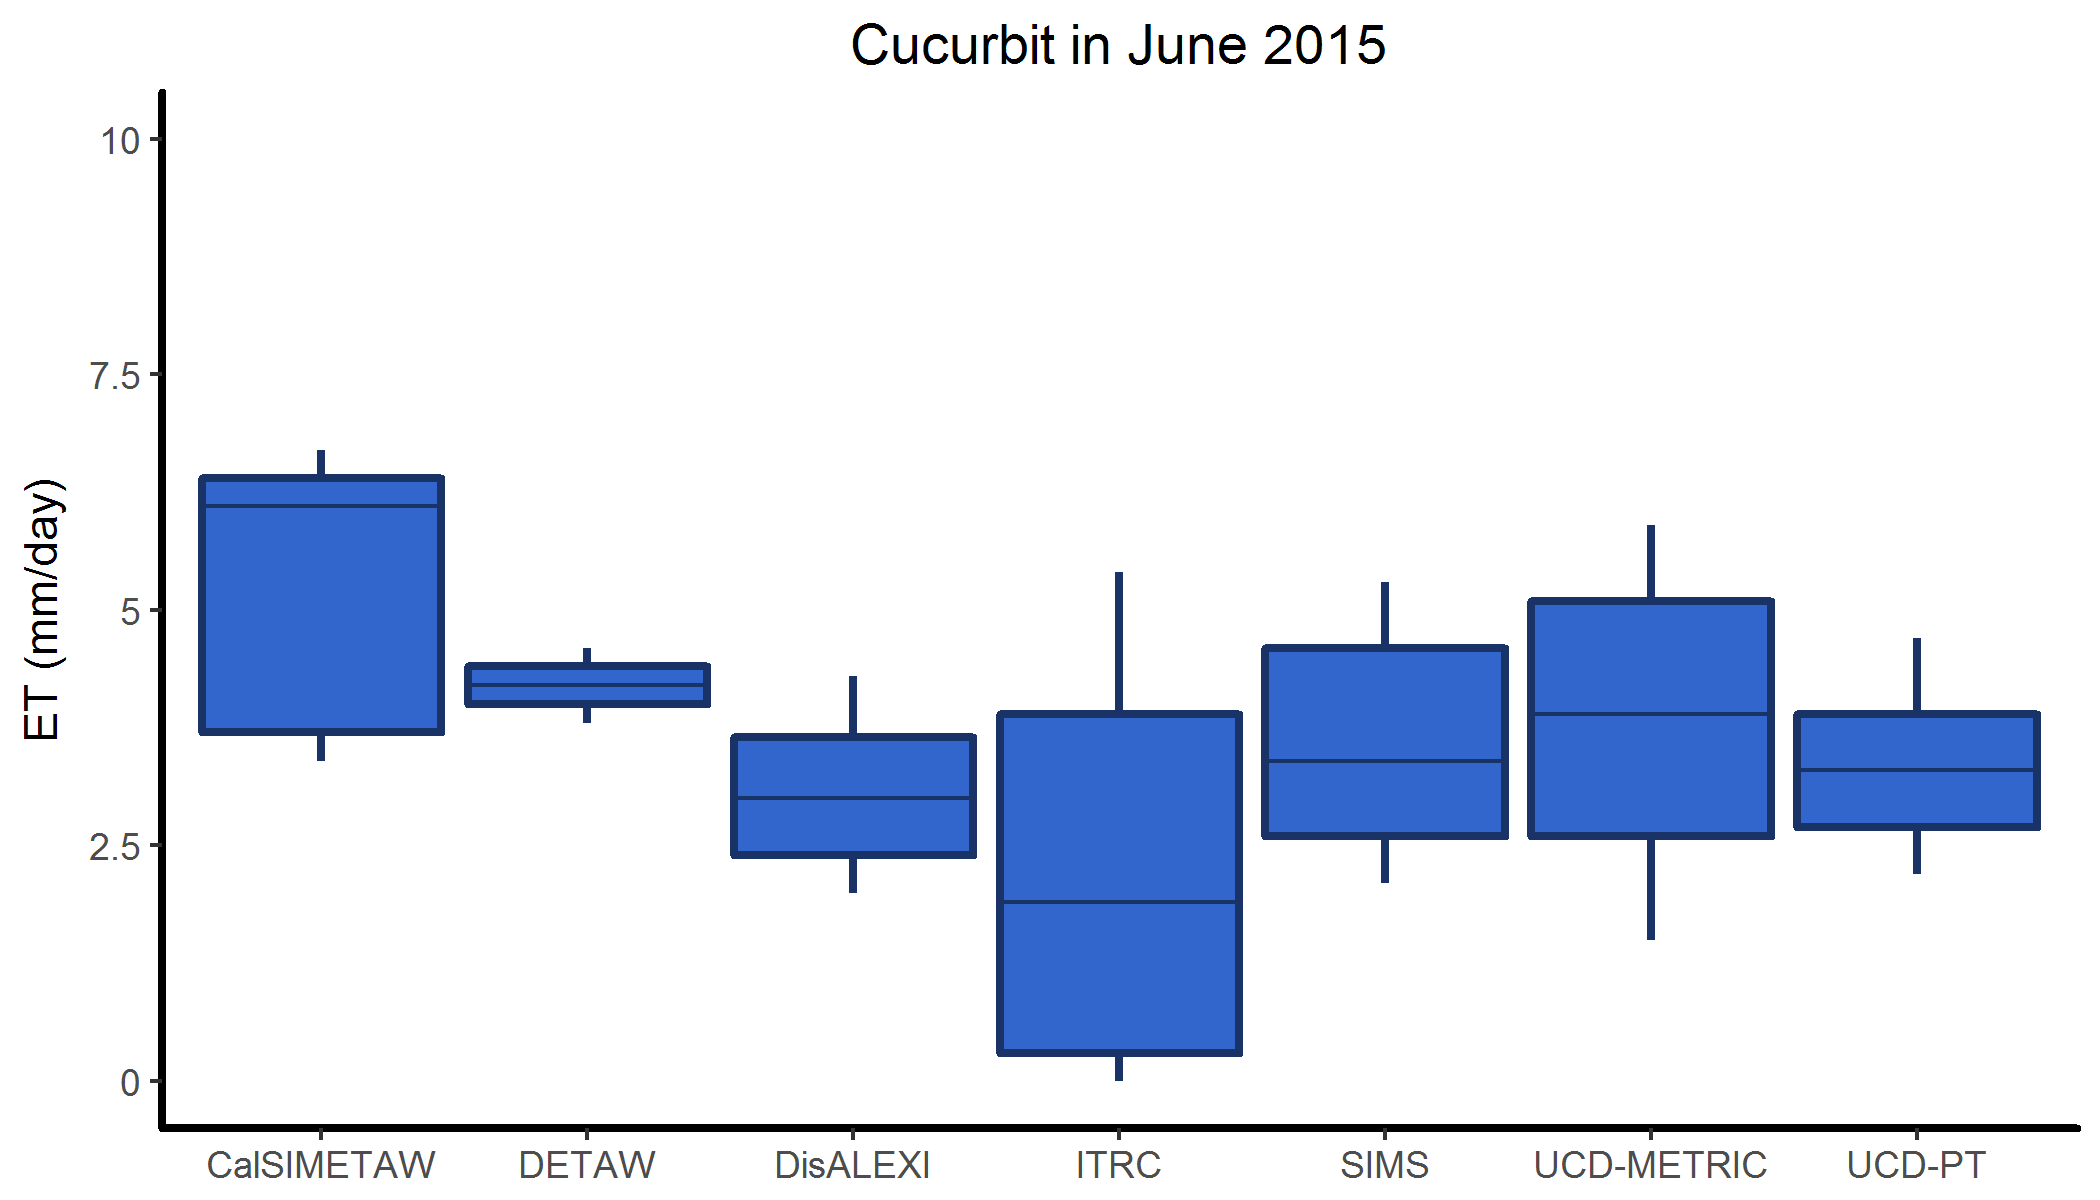 Cucurbit in June 2015
ET (mm/day)
10
7.5
5
2.5
0
CalSIMETAW DETAW DisALEXI ITRC SIMS UCD-METRIC UCD-PT